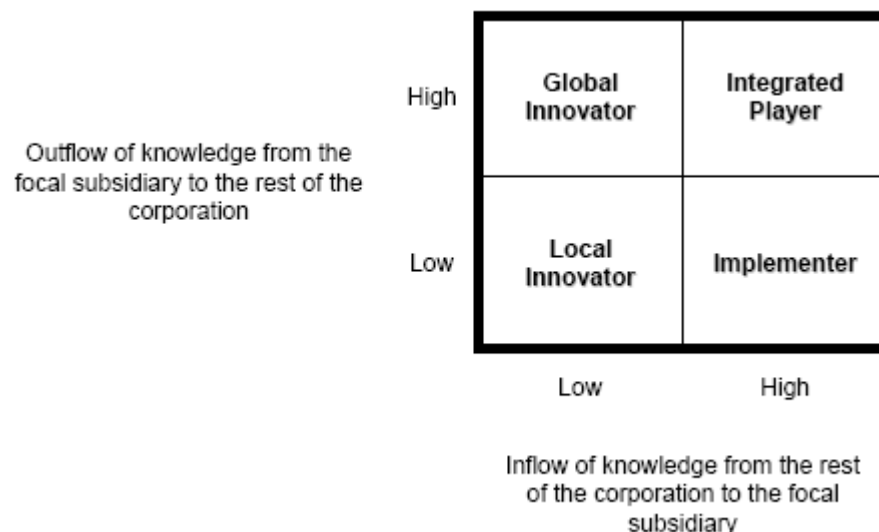 High
Global
Innovator
Integrated
Player
Outflow of knowledge from the
focal subsidiary to the rest of the
corporation
Low
Local
Innovator
Implementer
Low
High
Inflow of knowledge from the rest
of the corporation to the focal
subsidiary